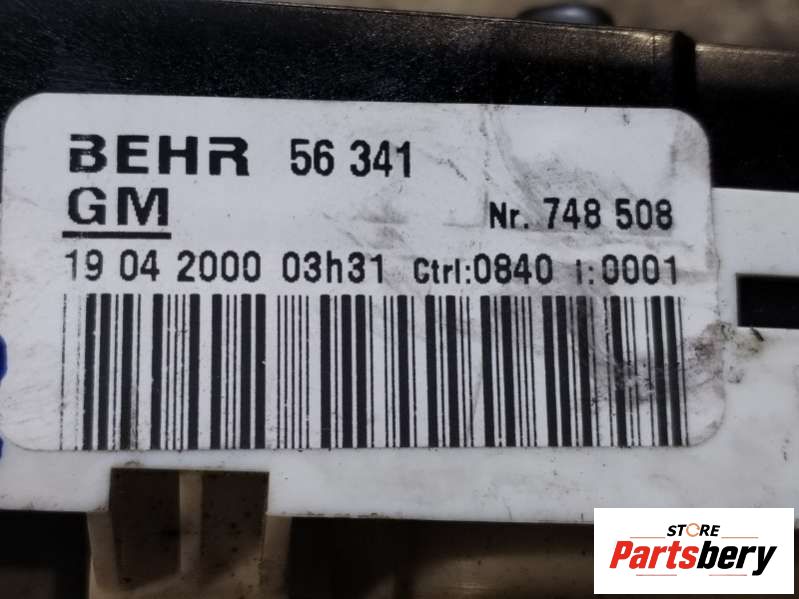 BEHR 56 341
GM Nr. 748 508
19 04 2000 03h31 Ctrl:0840 I:0001
STORE
Partsbery